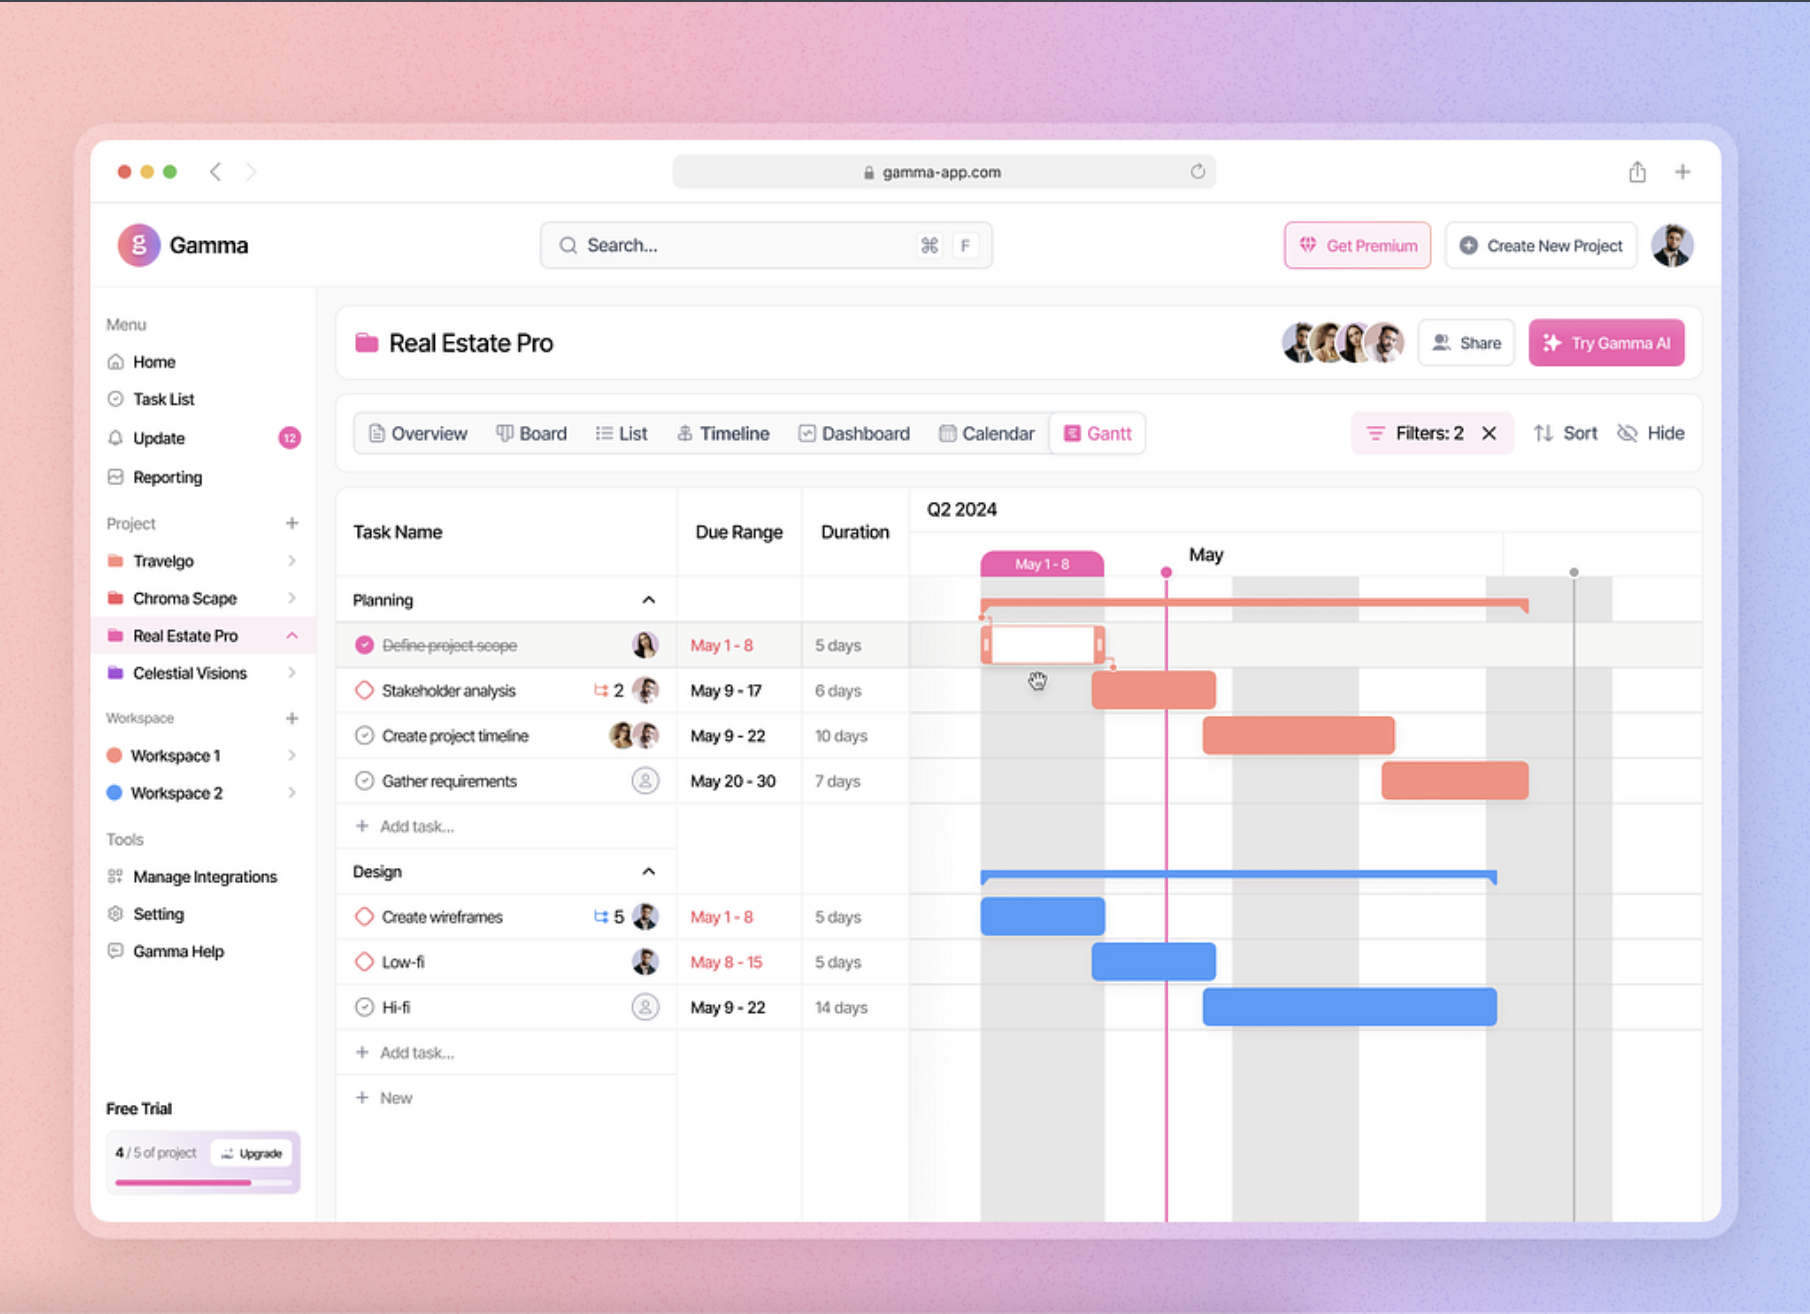 gamma-app.com
g Gamma
Search... ⌘ F
Get Premium
Create New Project
Menu
Home
Task List
Update 12
Reporting
Project +
Travelgo
Chroma Scape
Real Estate Pro
Celestial Visions
Workspace +
Workspace 1
Workspace 2
Tools
Manage Integrations
Setting
Gamma Help
Free Trial
4 / 5 of project Upgrade
Real Estate Pro
Share
Try Gamma AI
Overview Board List Timeline Dashboard Calendar Gantt
Filters: 2 Sort Hide
Task Name Due Range Duration
Q2 2024
May
May 1 - 8
Planning
Define project scope May 1 - 8 5 days
Stakeholder analysis 2 May 9 - 17 6 days
Create project timeline May 9 - 22 10 days
Gather requirements May 20 - 30 7 days
+ Add task...
Design
Create wireframes 5 May 1 - 8 5 days
Low-fi May 8 - 15 5 days
Hi-fi May 9 - 22 14 days
+ Add task...
+ New